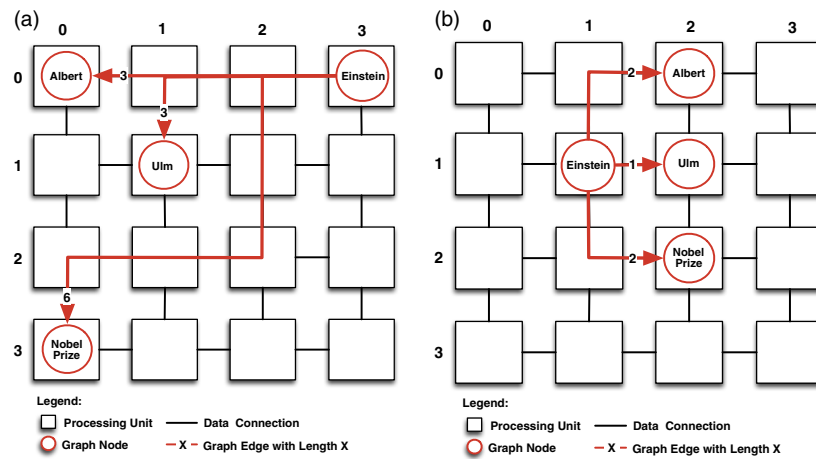 (a)
0 1 2 3
0
Albert
3
Einstein
3
1
Ulm
2
6
3
Nobel
Prize
Legend:
Processing Unit
Data Connection
Graph Node
X
Graph Edge with Length X
(b)
0 1 2 3
0
2
Albert
1
Einstein
1
Ulm
2
2
Nobel
Prize
3
Legend:
Processing Unit
Data Connection
Graph Node
X
Graph Edge with Length X